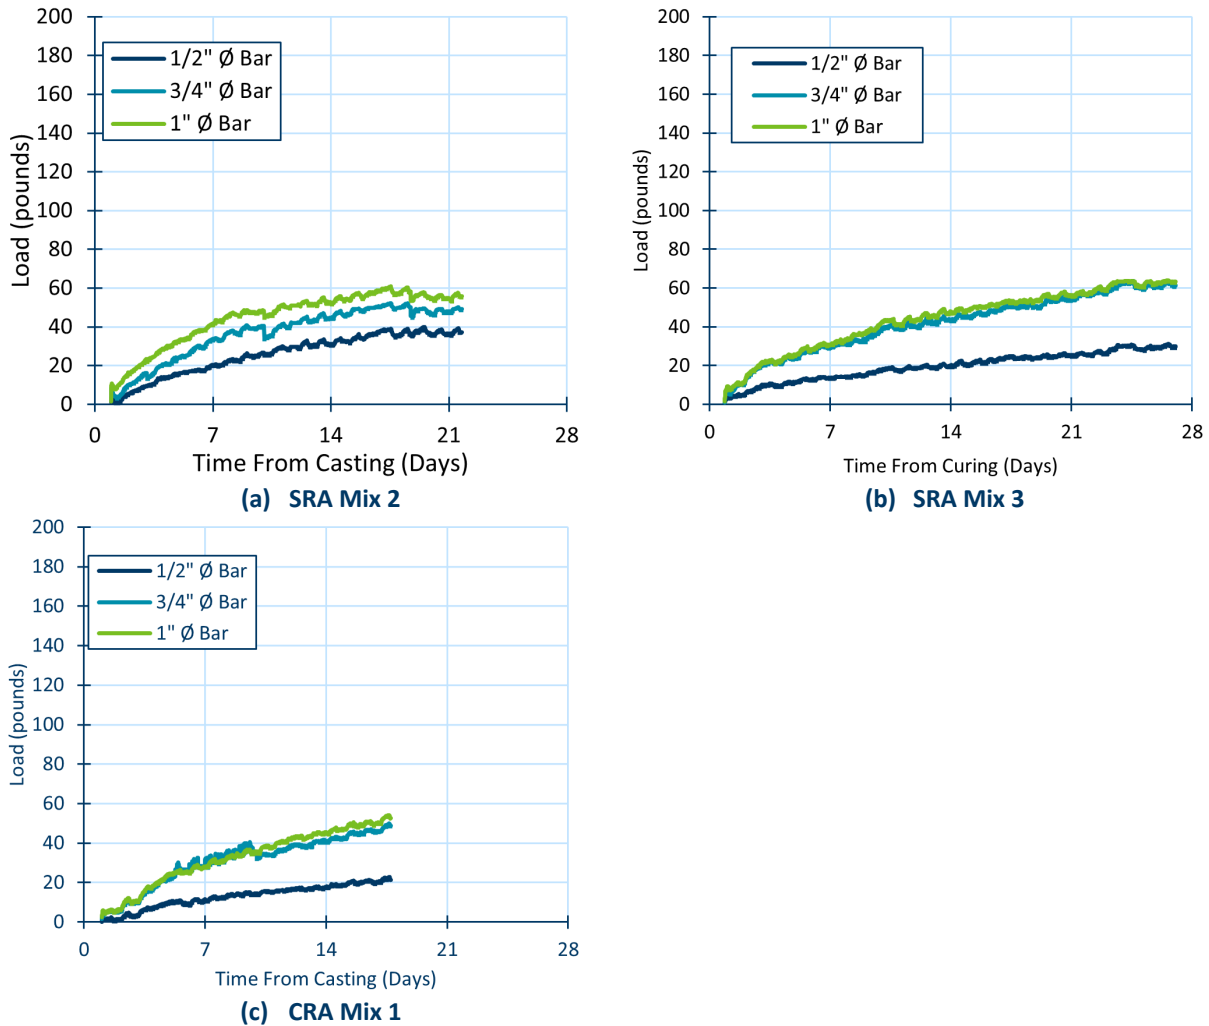 200
180
160
140
120
100
80
60
40
20
0
Load (pounds)
1/2" Ø Bar
3/4" Ø Bar
1" Ø Bar
0 7 14 21 28
Time From Casting (Days)
(a) SRA Mix 2
200
180
160
140
120
100
80
60
40
20
0
Load (pounds)
1/2" Ø Bar
3/4" Ø Bar
1" Ø Bar
0 7 14 21 28
Time From Curing (Days)
(b) SRA Mix 3
200
180
160
140
120
100
80
60
40
20
0
Load (pounds)
1/2" Ø Bar
3/4" Ø Bar
1" Ø Bar
0 7 14 21 28
Time From Casting (Days)
(c) CRA Mix 1